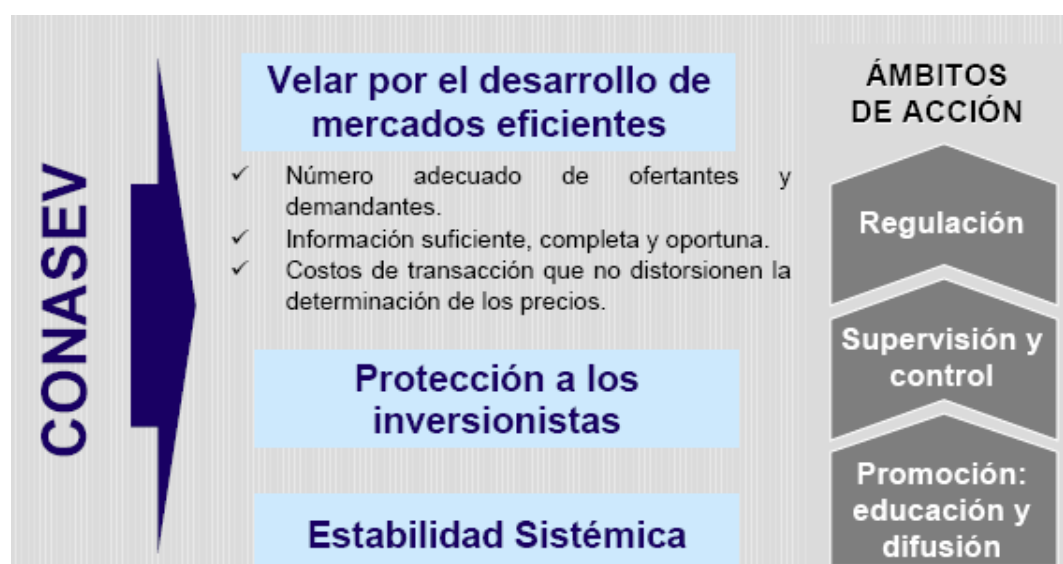 CONASEV
Velar por el desarrollo de
mercados eficientes
✓ Número adecuado de ofertantes y
demandantes.
✓ Información suficiente, completa y oportuna.
✓ Costos de transacción que no distorsionen la
determinación de los precios.
Protección a los
inversionistas
Estabilidad Sistémica
ÁMBITOS
DE ACCIÓN
Regulación
Supervisión y
control
Promoción:
educación y
difusión